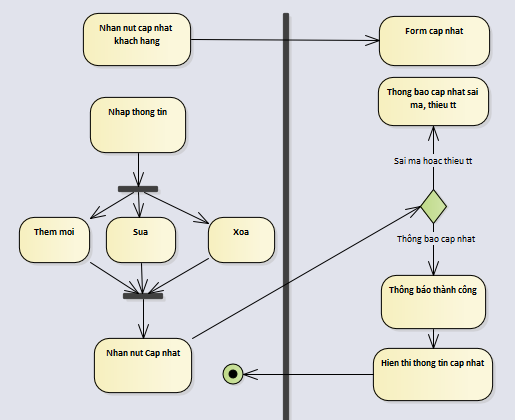 Nhan nut cap nhat
khach hang
Form cap nhat
Thong bao cap nhat sai
ma, thieu tt
Nhap thong tin
Sai ma hoac thieu tt
Them moi
Sua
Xoa
Thông bao cap nhat
Thông báo thành công
Nhan nut Cap nhat
Hien thi thong tin cap nhat